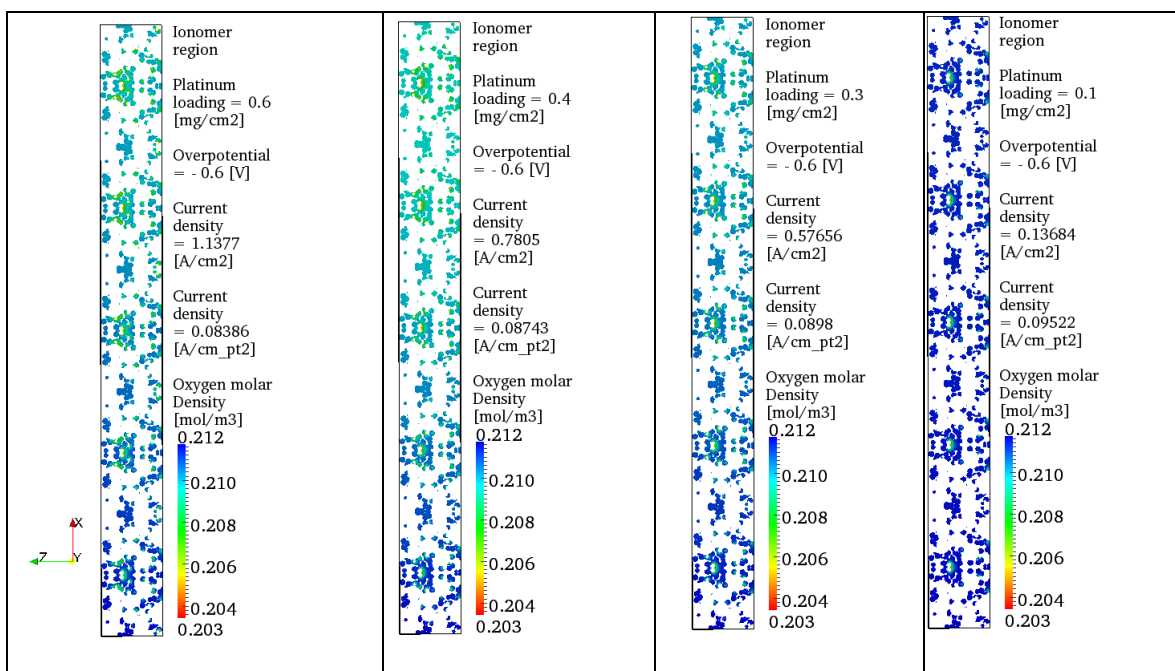 Ionomer
region
Platinum
loading = 0.6
[mg/cm2]
Overpotential
= - 0.6 [V]
Current
density
= 1.1377
[A/cm2]
Current
density
= 0.08386
[A/cm_pt2]
Oxygen molar
Density
[mol/m3]
0.212
0.210
0.208
0.206
0.204
0.203
X
Z
Y
Ionomer
region
Platinum
loading = 0.4
[mg/cm2]
Overpotential
= - 0.6 [V]
Current
density
= 0.7805
[A/cm2]
Current
density
= 0.08743
[A/cm_pt2]
Oxygen molar
Density
[mol/m3]
0.212
0.210
0.208
0.206
0.204
0.203
Ionomer
region
Platinum
loading = 0.3
[mg/cm2]
Overpotential
= - 0.6 [V]
Current
density
= 0.57656
[A/cm2]
Current
density
= 0.0898
[A/cm_pt2]
Oxygen molar
Density
[mol/m3]
0.212
0.210
0.208
0.206
0.204
0.203
Ionomer
region
Platinum
loading = 0.1
[mg/cm2]
Overpotential
= - 0.6 [V]
Current
density
= 0.13684
[A/cm2]
Current
density
= 0.09522
[A/cm_pt2]
Oxygen molar
Density
[mol/m3]
0.212
0.210
0.208
0.206
0.204
0.203